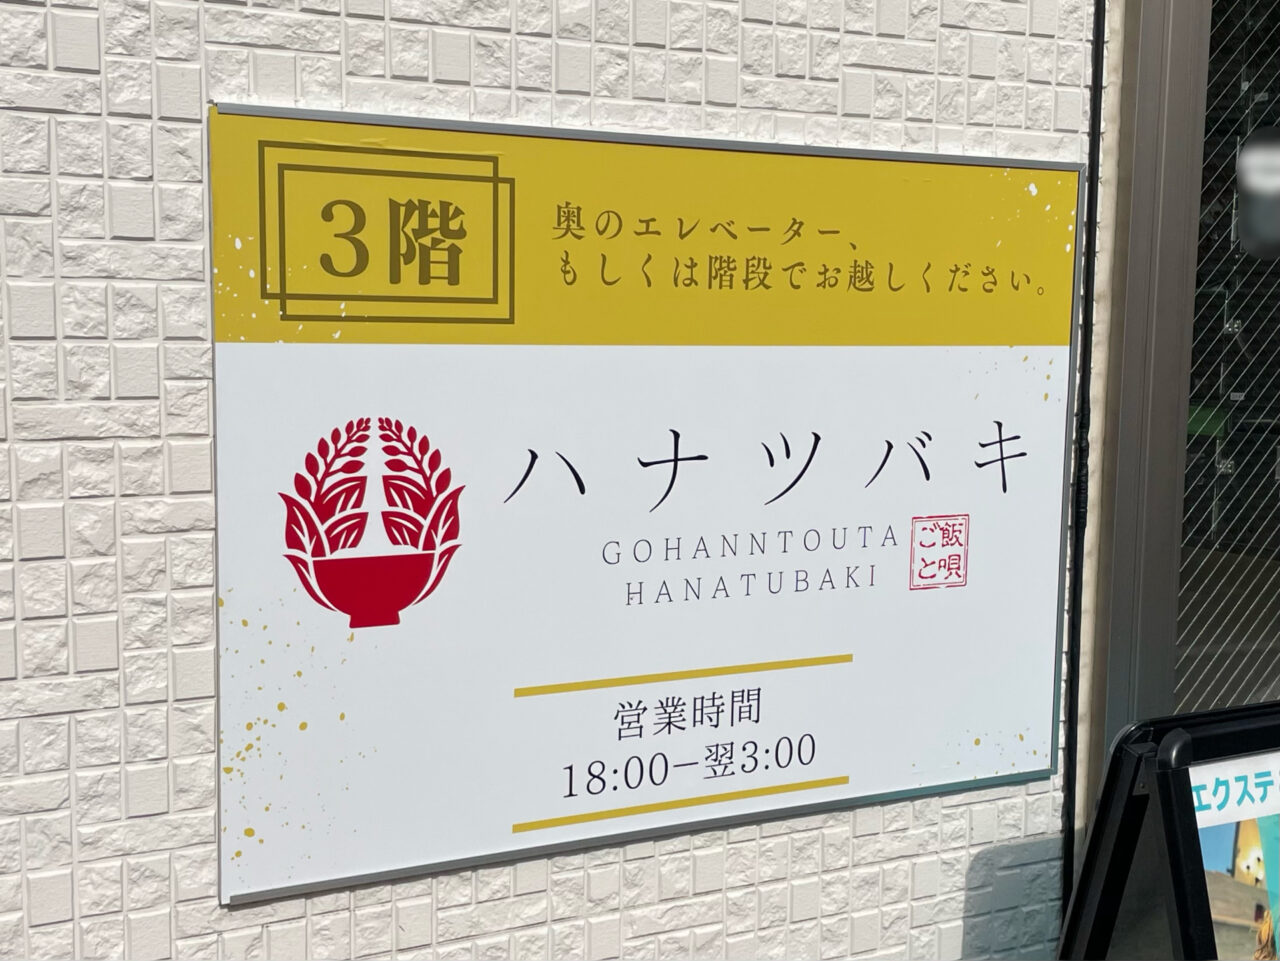 3階
奥のエレベーター、
もしくは階段でお越しください。
ハナツバキ
GOHANNTOUTA
HANATUBAKI
ご飯
と唄
営業時間
18:00−翌3:00
エクステ